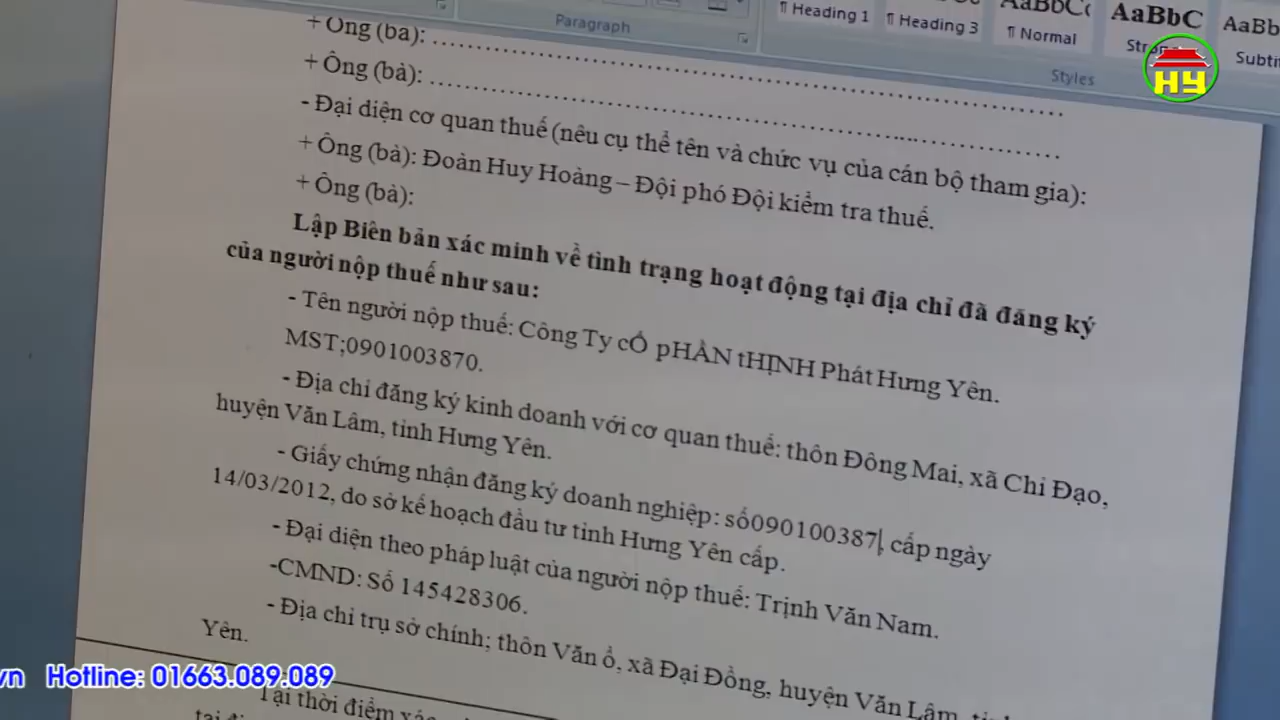 Paragraph
¶ Heading 1
¶ Heading 3
AaBbCc
¶ Normal
AaBbC
AaBb
Subtit
Styles
HY
+ Ông (bà): ........................................
+ Ông (bà): ........................................
- Đại diện cơ quan thuế (nêu cụ thể tên và chức vụ của cán bộ tham gia):
+ Ông (bà): Đoàn Huy Hoàng – Đội phó Đội kiểm tra thuế.
+ Ông (bà):
Lập Biên bản xác minh về tình trạng hoạt động tại địa chỉ đã đăng ký
của người nộp thuế như sau:
- Tên người nộp thuế: Công Ty cỔ pHẦN tHỊNH Phát Hưng Yên.
MST;0901003870.
- Địa chỉ đăng ký kinh doanh với cơ quan thuế: thôn Đông Mai, xã Chỉ Đạo,
huyện Văn Lâm, tỉnh Hưng Yên.
- Giấy chứng nhận đăng ký doanh nghiệp: số090100387, cấp ngày
14/03/2012, do sở kế hoạch đầu tư tỉnh Hưng Yên cấp.
- Đại diện theo pháp luật của người nộp thuế: Trịnh Văn Nam.
-CMND: Số 145428306.
- Địa chỉ trụ sở chính; thôn Văn ổ, xã Đại Đồng, huyện Văn Lâm, tỉnh
Yên.
vn Hotline: 01663.089.089
Tại thời điểm